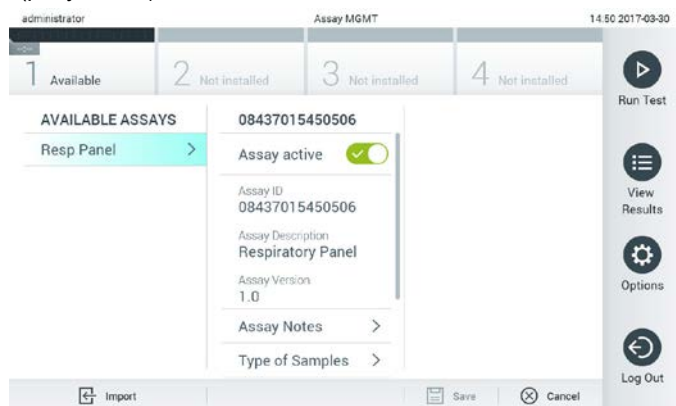 administrator Assay MGMT 14:50 2017-03-30
1 Available 2 Not installed 3 Not installed 4 Not installed
Run Test
AVAILABLE ASSAYS
Resp Panel
08437015450506
Assay active
Assay ID
08437015450506
Assay Description
Respiratory Panel
Assay Version
1.0
Assay Notes
Type of Samples
View
Results
Options
Log Out
Import
Save
Cancel